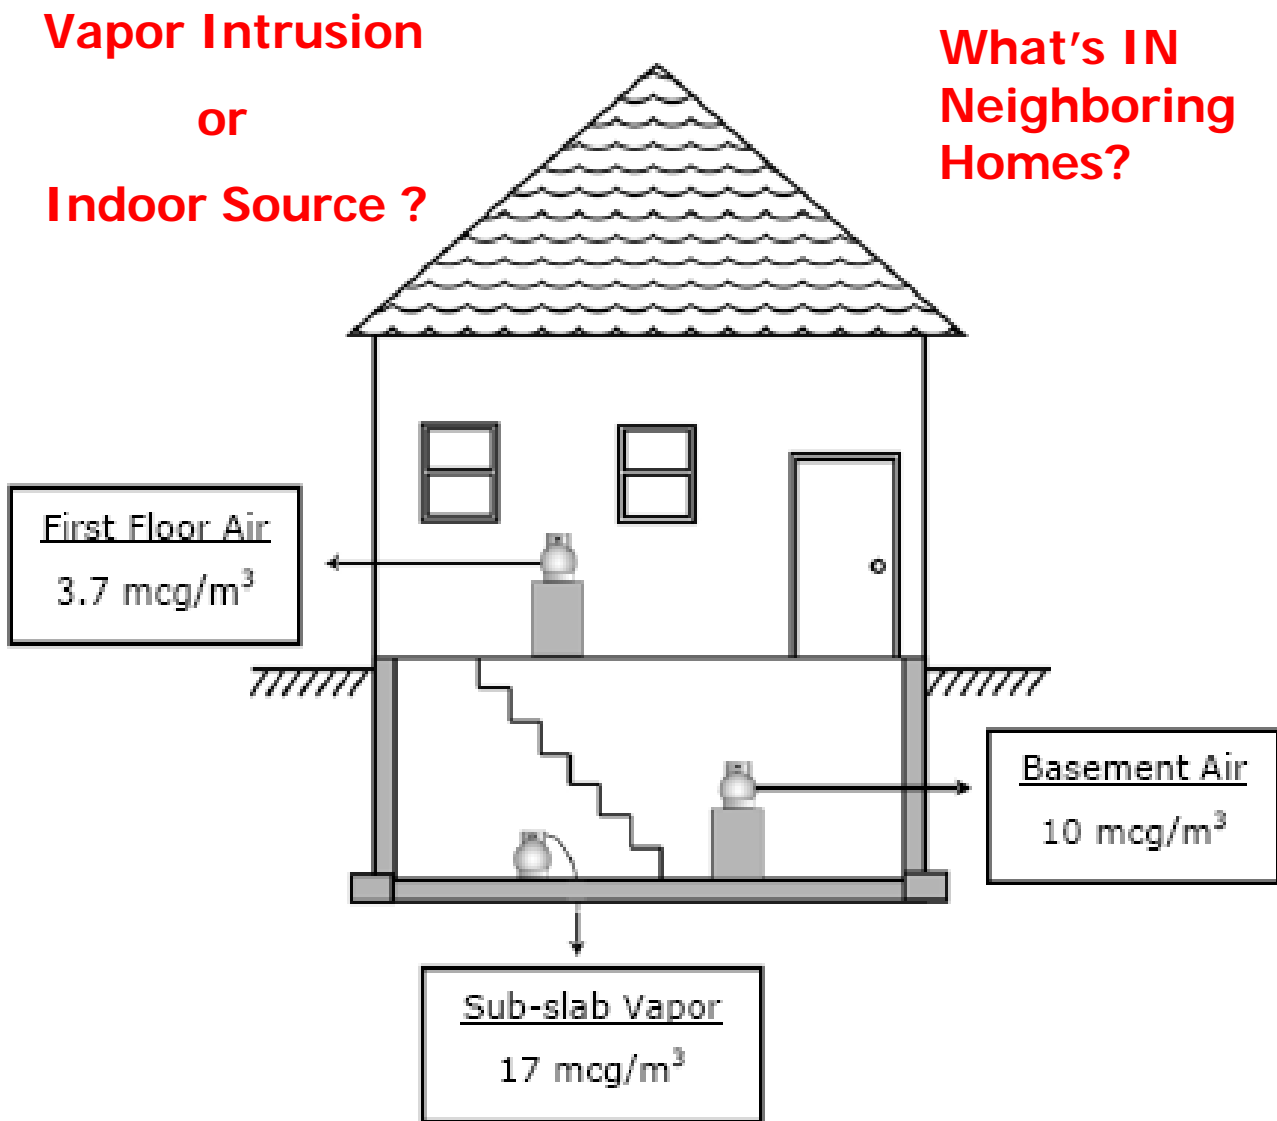 Vapor Intrusion
or
Indoor Source ?
What's IN
Neighboring
Homes?
First Floor Air
3.7 mcg/m³
Basement Air
10 mcg/m³
Sub-slab Vapor
17 mcg/m³